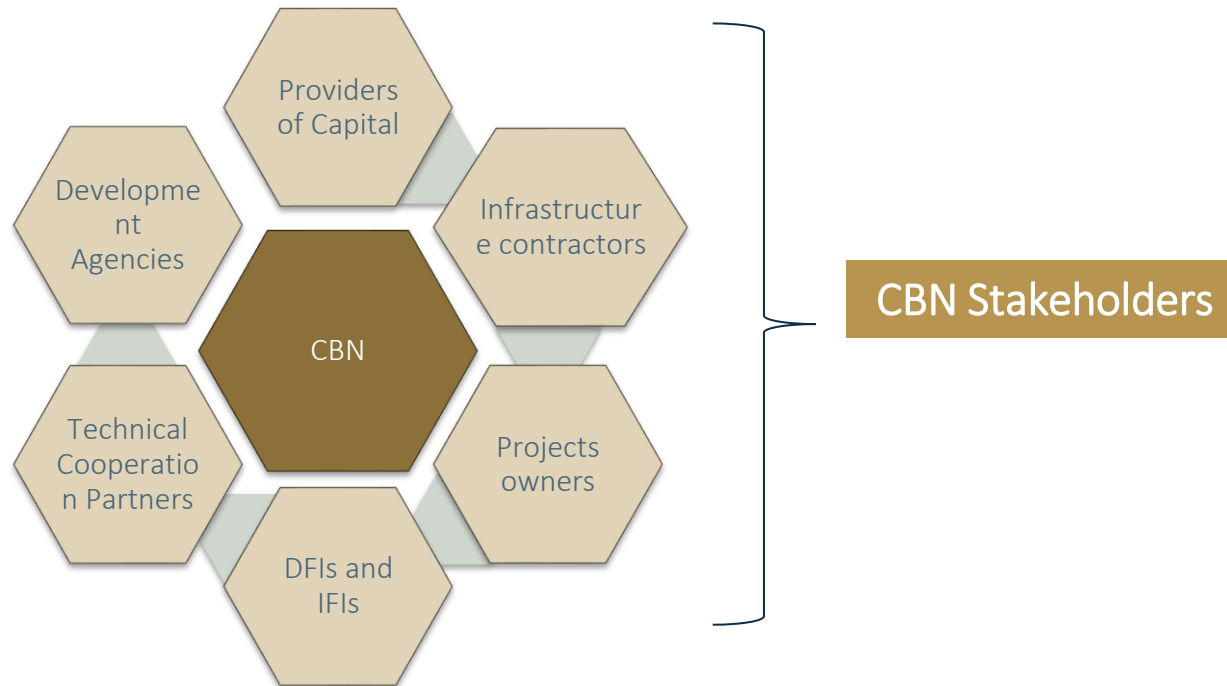 Providers
of Capital
Infrastructur
e contractors
Projects
owners
DFIs and
IFIs
Technical
Cooperatio
n Partners
Developme
nt
Agencies
CBN
CBN Stakeholders